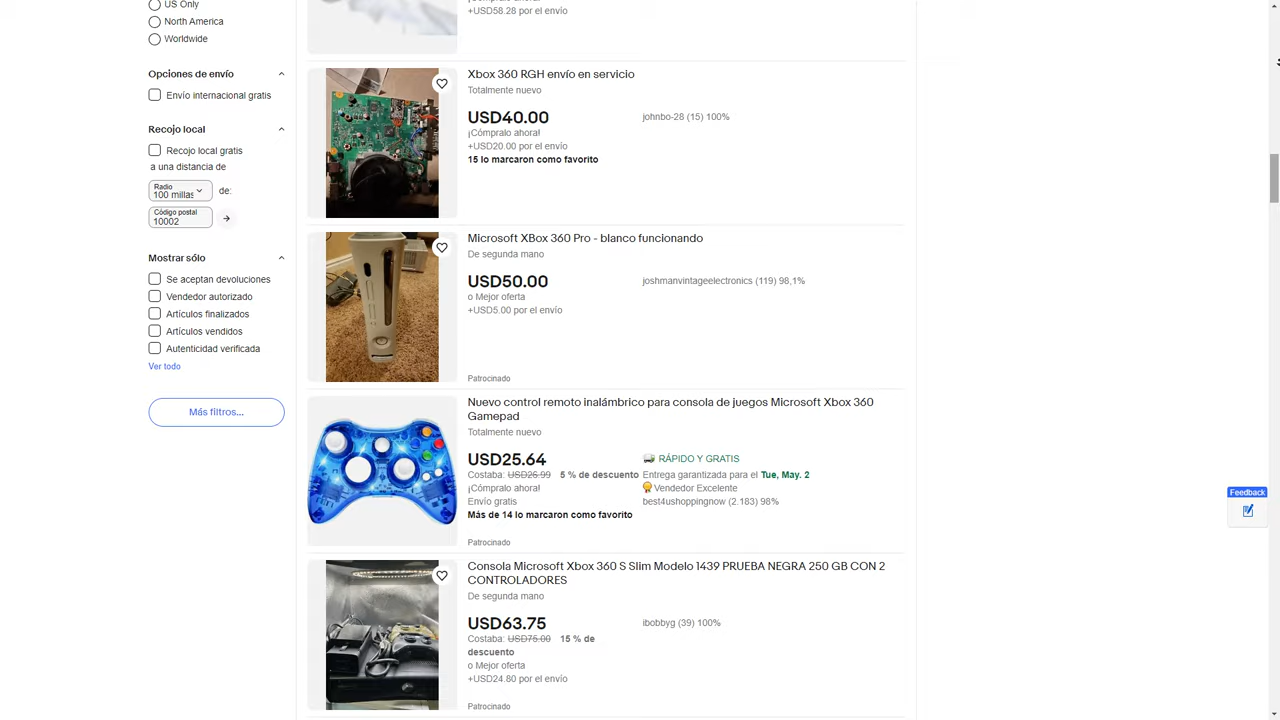 US Only
North America
Worldwide
Opciones de envío
Envío internacional gratis
Recojo local
Recojo local gratis
a una distancia de
Radio
100 millas
de:
Código postal
10002
Mostrar sólo
Se aceptan devoluciones
Vendedor autorizado
Artículos finalizados
Artículos vendidos
Autenticidad verificada
Ver todo
Más filtros...
+USD58.28 por el envío
Xbox 360 RGH envío en servicio
Totalmente nuevo
USD40.00
johnbo-28 (15) 100%
¡Cómpralo ahora!
+USD20.00 por el envío
15 lo marcaron como favorito
Microsoft XBox 360 Pro - blanco funcionando
De segunda mano
USD50.00
joshmanvintageelectronics (119) 98,1%
o Mejor oferta
+USD5.00 por el envío
Patrocinado
Nuevo control remoto inalámbrico para consola de juegos Microsoft Xbox 360
Gamepad
Totalmente nuevo
USD25.64
RÁPIDO Y GRATIS
Costaba: USD26.99 5 % de descuento
Entrega garantizada para el Tue, May. 2
¡Cómpralo ahora!
Vendedor Excelente
Envío gratis
best4ushoppingnow (2.183) 98%
Más de 14 lo marcaron como favorito
Patrocinado
Consola Microsoft Xbox 360 S Slim Modelo 1439 PRUEBA NEGRA 250 GB CON 2
CONTROLADORES
De segunda mano
USD63.75
ibobbyg (39) 100%
Costaba: USD75.00 15 % de
descuento
o Mejor oferta
+USD24.80 por el envío
Patrocinado
Feedback